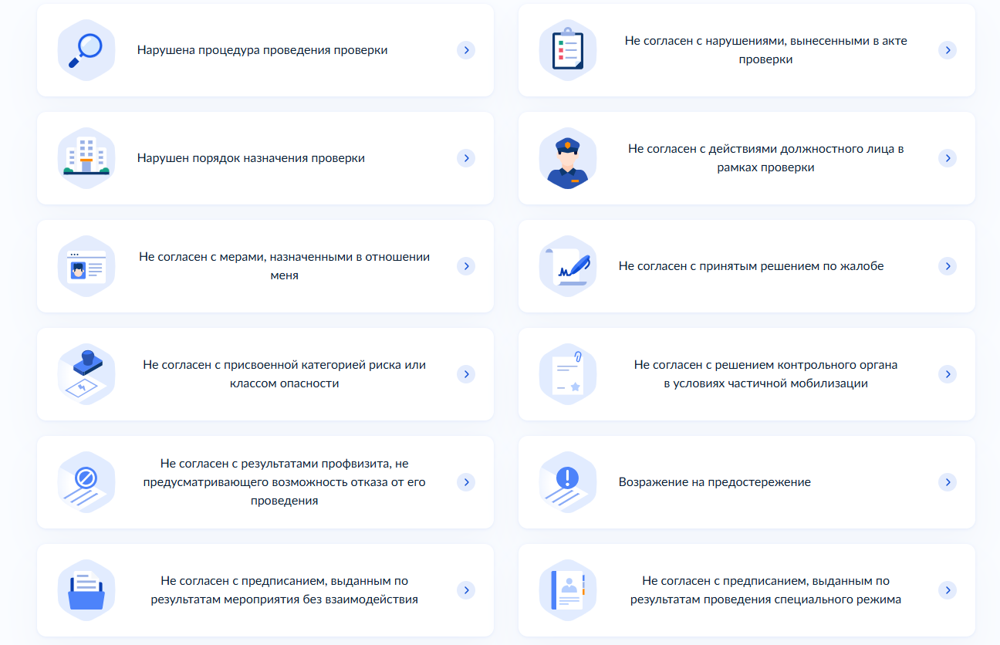 Нарушена процедура проведения проверки
Не согласен с нарушениями, вынесенными в акте
проверки
Нарушен порядок назначения проверки
Не согласен с действиями должностного лица в
рамках проверки
Не согласен с мерами, назначенными в отношении
меня
Не согласен с принятым решением по жалобе
Не согласен с присвоенной категорией риска или
классом опасности
Не согласен с решением контрольного органа
в условиях частичной мобилизации
Не согласен с результатами профвизита, не
предусматривающего возможность отказа от его
проведения
Возражение на предостережение
Не согласен с предписанием, выданным по
результатам мероприятия без взаимодействия
Не согласен с предписанием, выданным по
результатам проведения специального режима